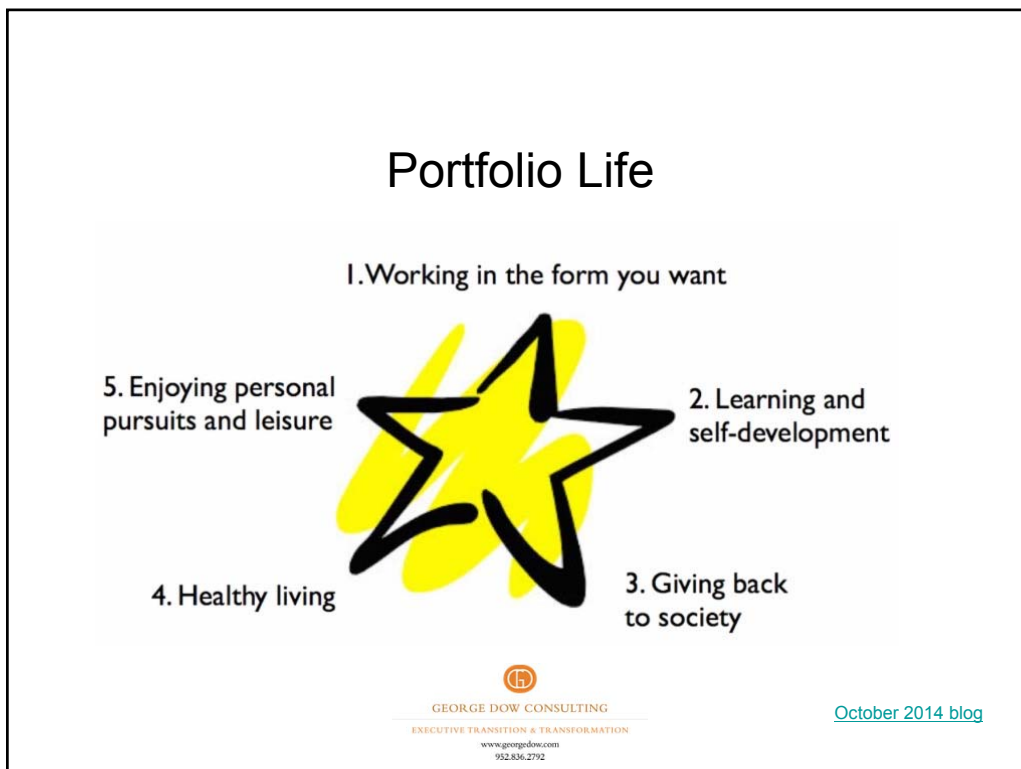 Portfolio Life
1. Working in the form you want
5. Enjoying personal
pursuits and leisure
2. Learning and
self-development
4. Healthy living
3. Giving back
to society
GEORGE DOW CONSULTING
EXECUTIVE TRANSITION & TRANSFORMATION
www.georgedow.com
952.836.2792
October 2014 blog